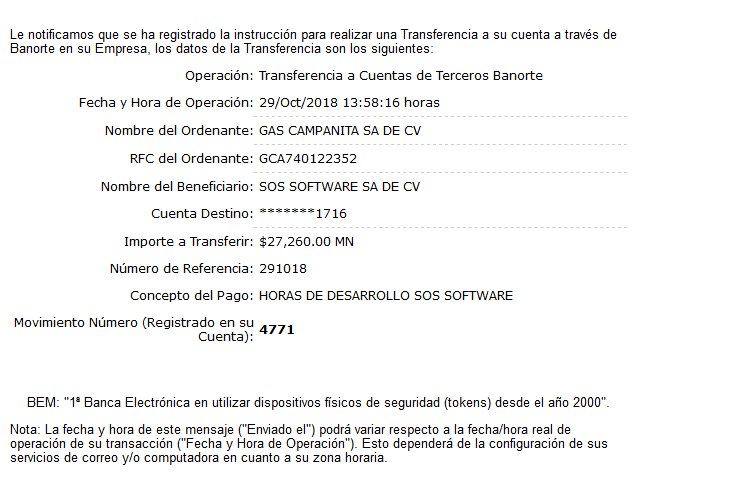 Le notificamos que se ha registrado la instrucción para realizar una Transferencia a su cuenta a través de
Banorte en su Empresa, los datos de la Transferencia son los siguientes:
Operación: Transferencia a Cuentas de Terceros Banorte
Fecha y Hora de Operación: 29/Oct/2018 13:58:16 horas
Nombre del Ordenante: GAS CAMPANITA SA DE CV
RFC del Ordenante: GCA740122352
Nombre del Beneficiario: SOS SOFTWARE SA DE CV
Cuenta Destino: *******1716
Importe a Transferir: $27,260.00 MN
Número de Referencia: 291018
Concepto del Pago: HORAS DE DESARROLLO SOS SOFTWARE
Movimiento Número (Registrado en su
Cuenta): 4771
BEM: "1ª Banca Electrónica en utilizar dispositivos físicos de seguridad (tokens) desde el año 2000".
Nota: La fecha y hora de este mensaje ("Enviado el") podrá variar respecto a la fecha/hora real de
operación de su transacción ("Fecha y Hora de Operación"). Esto dependerá de la configuración de sus
servicios de correo y/o computadora en cuanto a su zona horaria.